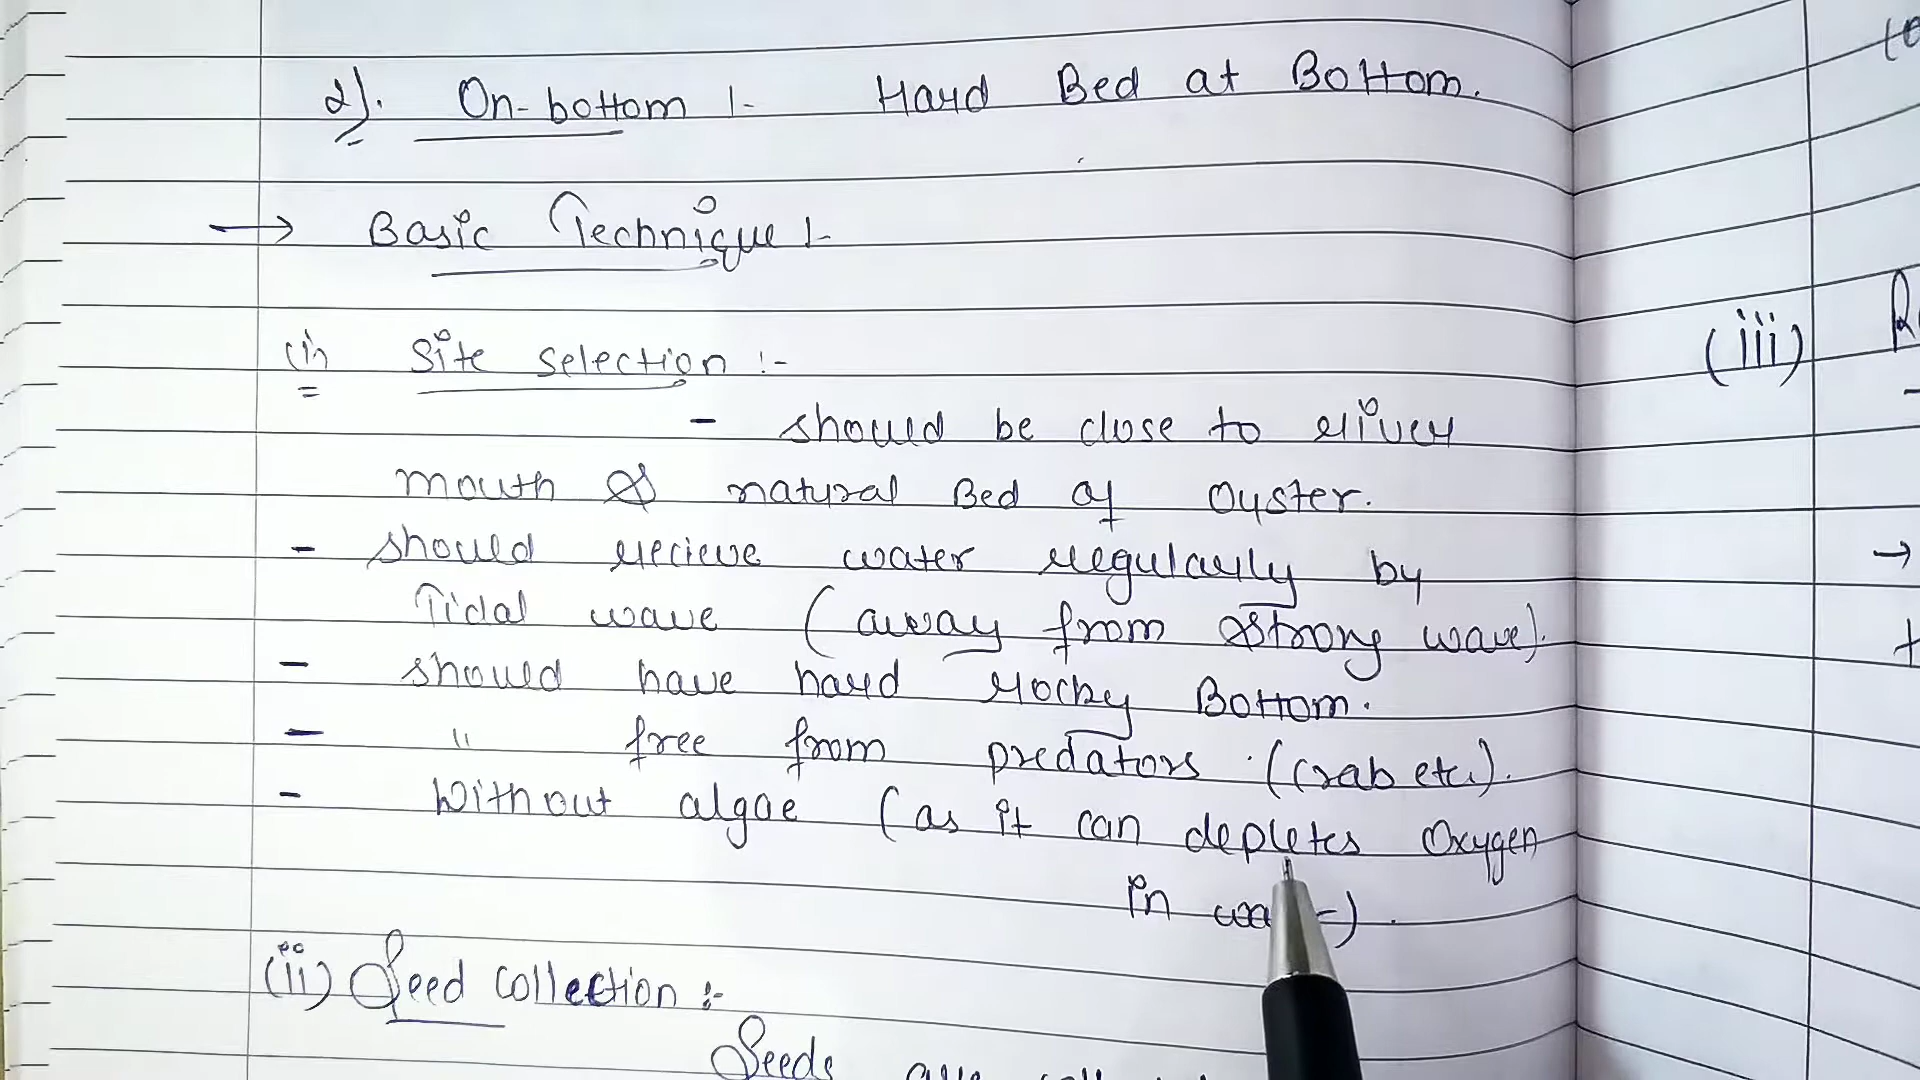 2). On-bottom :- Hard Bed at Bottom.
→ Basic Technique :-
(i) Site selection :-
- should be close to river
mouth & natural Bed of Oyster.
- should recieve water regularly by
Tidal wave (away from strong wave).
- should have hard rocky Bottom.
- " free from predators (crab etc.).
- Without algae (as it can depletes Oxygen
in
(ii) Seed collection :-
Seeds are
(iii)